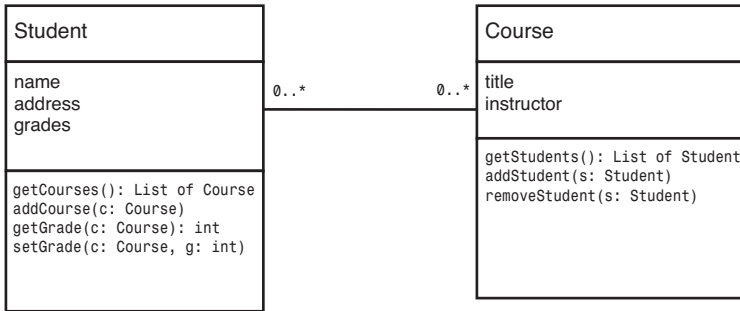 Student
name
address
grades
getCourses(): List of Course
addCourse(c: Course)
getGrade(c: Course): int
setGrade(c: Course, g: int)
0..*
0..*
Course
title
instructor
getStudents(): List of Student
addStudent(s: Student)
removeStudent(s: Student)